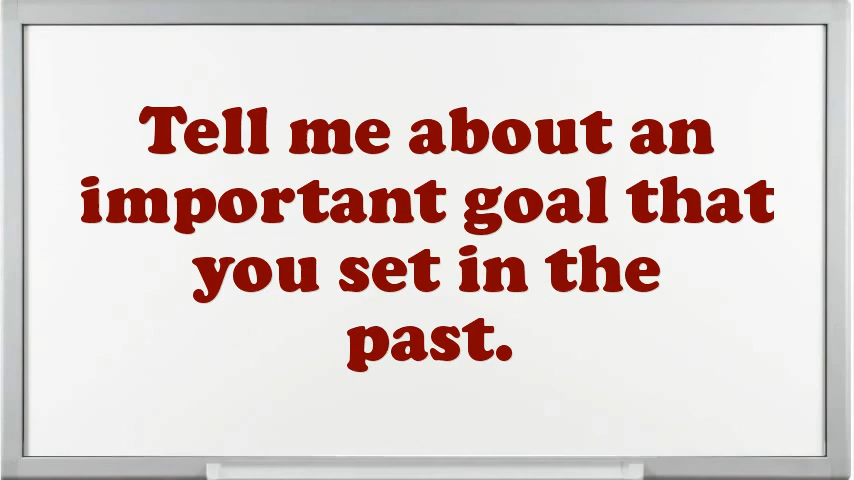 Tell me about an
important goal that
you set in the
past.